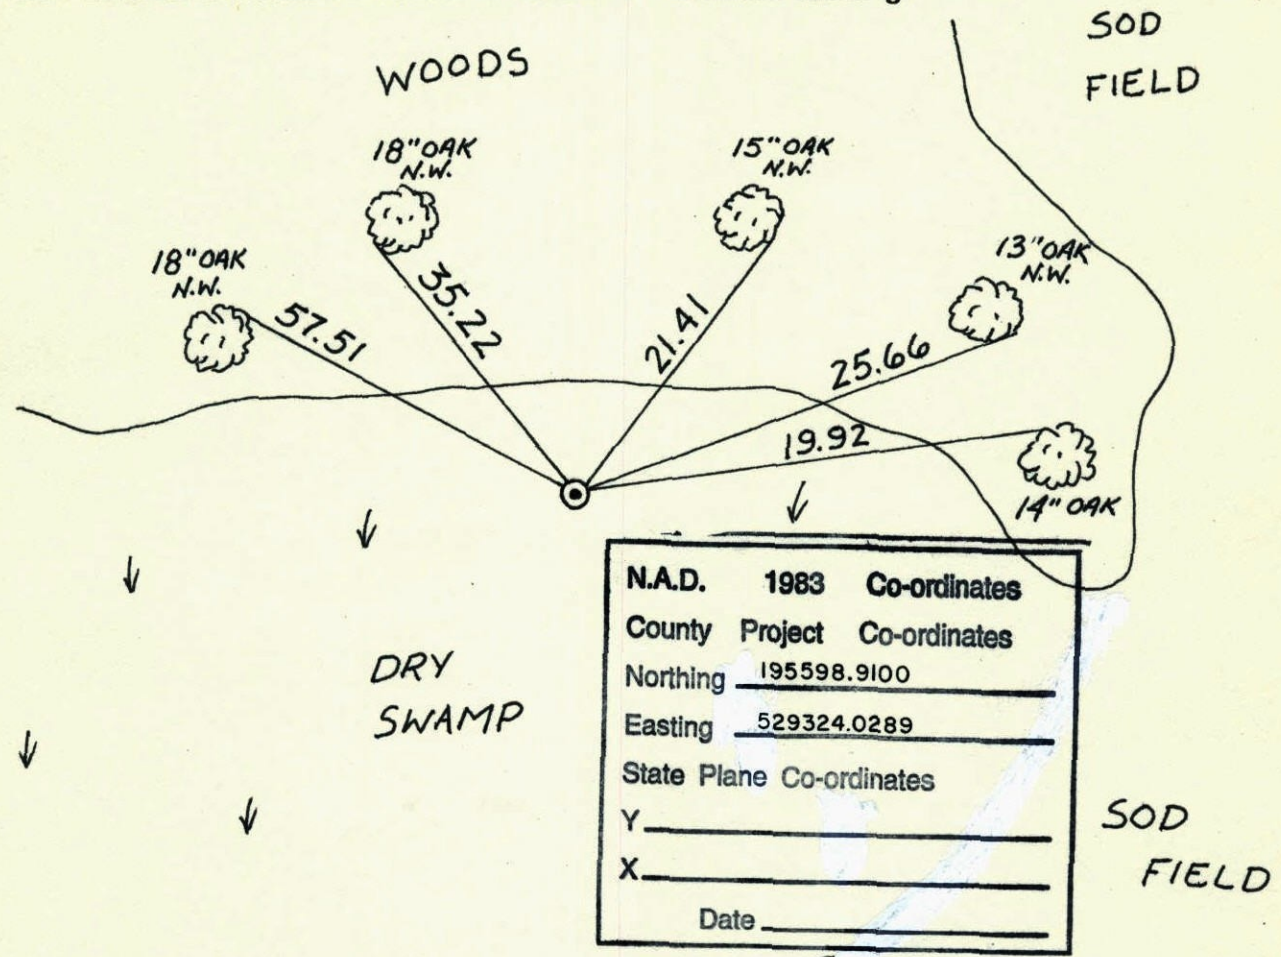 WOODS
SOD
FIELD
18" OAK
N.W.
15" OAK
N.W.
18" OAK
N.W.
13" OAK
N.W.
57.51
35.22
21.41
25.66
19.92
14" OAK
DRY
SWAMP
N.A.D. 1983 Co-ordinates
County Project Co-ordinates
Northing 195598.9100
Easting 529324.0289
State Plane Co-ordinates
Y
X
Date
SOD
FIELD